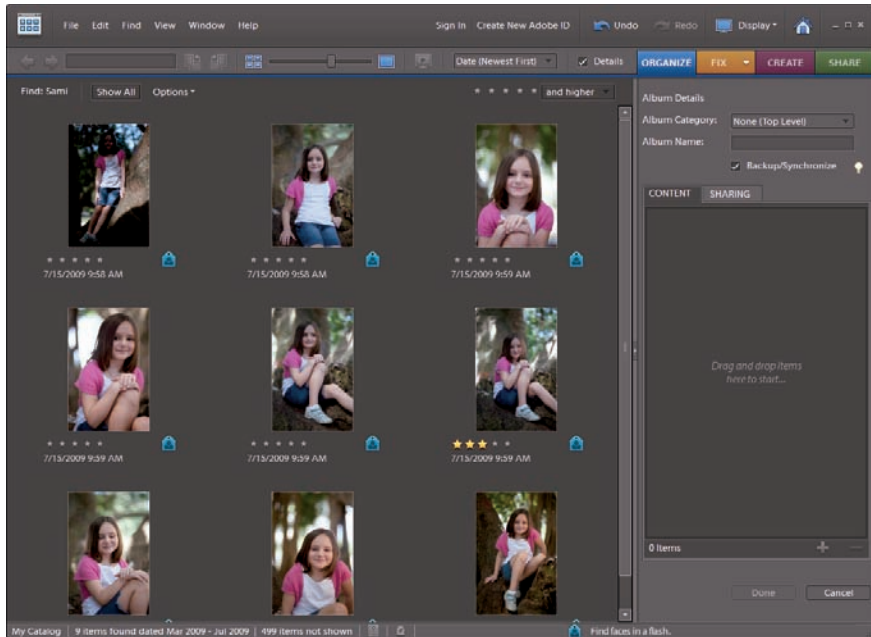 File Edit Find View Window Help Sign In Create New Adobe ID Undo Redo Display
Date (Newest First) Details ORGANIZE FIX CREATE SHARE
Find: Sami Show All Options and higher
Album Details
Album Category: None (Top Level)
Album Name:
Backup/Synchronize
CONTENT SHARING
7/15/2009 9:58 AM 7/15/2009 9:58 AM 7/15/2009 9:59 AM
Drag and drop items
here to start...
7/15/2009 9:59 AM 7/15/2009 9:59 AM 7/15/2009 9:59 AM
0 Items
Done Cancel
My Catalog 9 items found dated Mar 2009 - Jul 2009 499 items not shown Find faces in a flash.